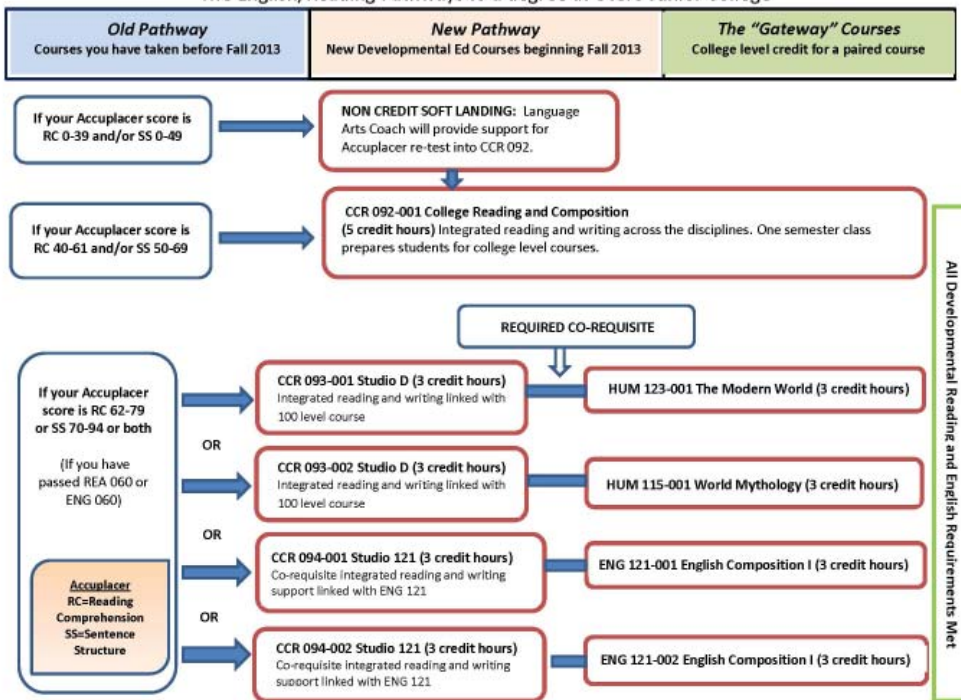 Old Pathway
Courses you have taken before Fall 2013
New Pathway
New Developmental Ed Courses beginning Fall 2013
The "Gateway" Courses
College level credit for a paired course
If your Accuplacer score is
RC 0-39 and/or SS 0-49
NON CREDIT SOFT LANDING: Language
Arts Coach will provide support for
Accuplacer re-test into CCR 092.
If your Accuplacer score is
RC 40-61 and/or SS 50-69
CCR 092-001 College Reading and Composition
(5 credit hours) Integrated reading and writing across the disciplines. One semester class
prepares students for college level courses.
REQUIRED CO-REQUISITE
If your Accuplacer
score is RC 62-79
or SS 70-94 or both
(If you have
passed REA 060 or
ENG 060)
Accuplacer
RC=Reading
Comprehension
SS=Sentence
Structure
CCR 093-001 Studio D (3 credit hours)
Integrated reading and writing linked with
100 level course
HUM 123-001 The Modern World (3 credit hours)
OR
CCR 093-002 Studio D (3 credit hours)
Integrated reading and writing linked with
100 level course
HUM 115-001 World Mythology (3 credit hours)
OR
CCR 094-001 Studio 121 (3 credit hours)
Co-requisite integrated reading and writing
support linked with ENG 121
ENG 121-001 English Composition I (3 credit hours)
OR
CCR 094-002 Studio 121 (3 credit hours)
Co-requisite integrated reading and writing
support linked with ENG 121
ENG 121-002 English Composition I (3 credit hours)
All Developmental Reading and English Requirements Met